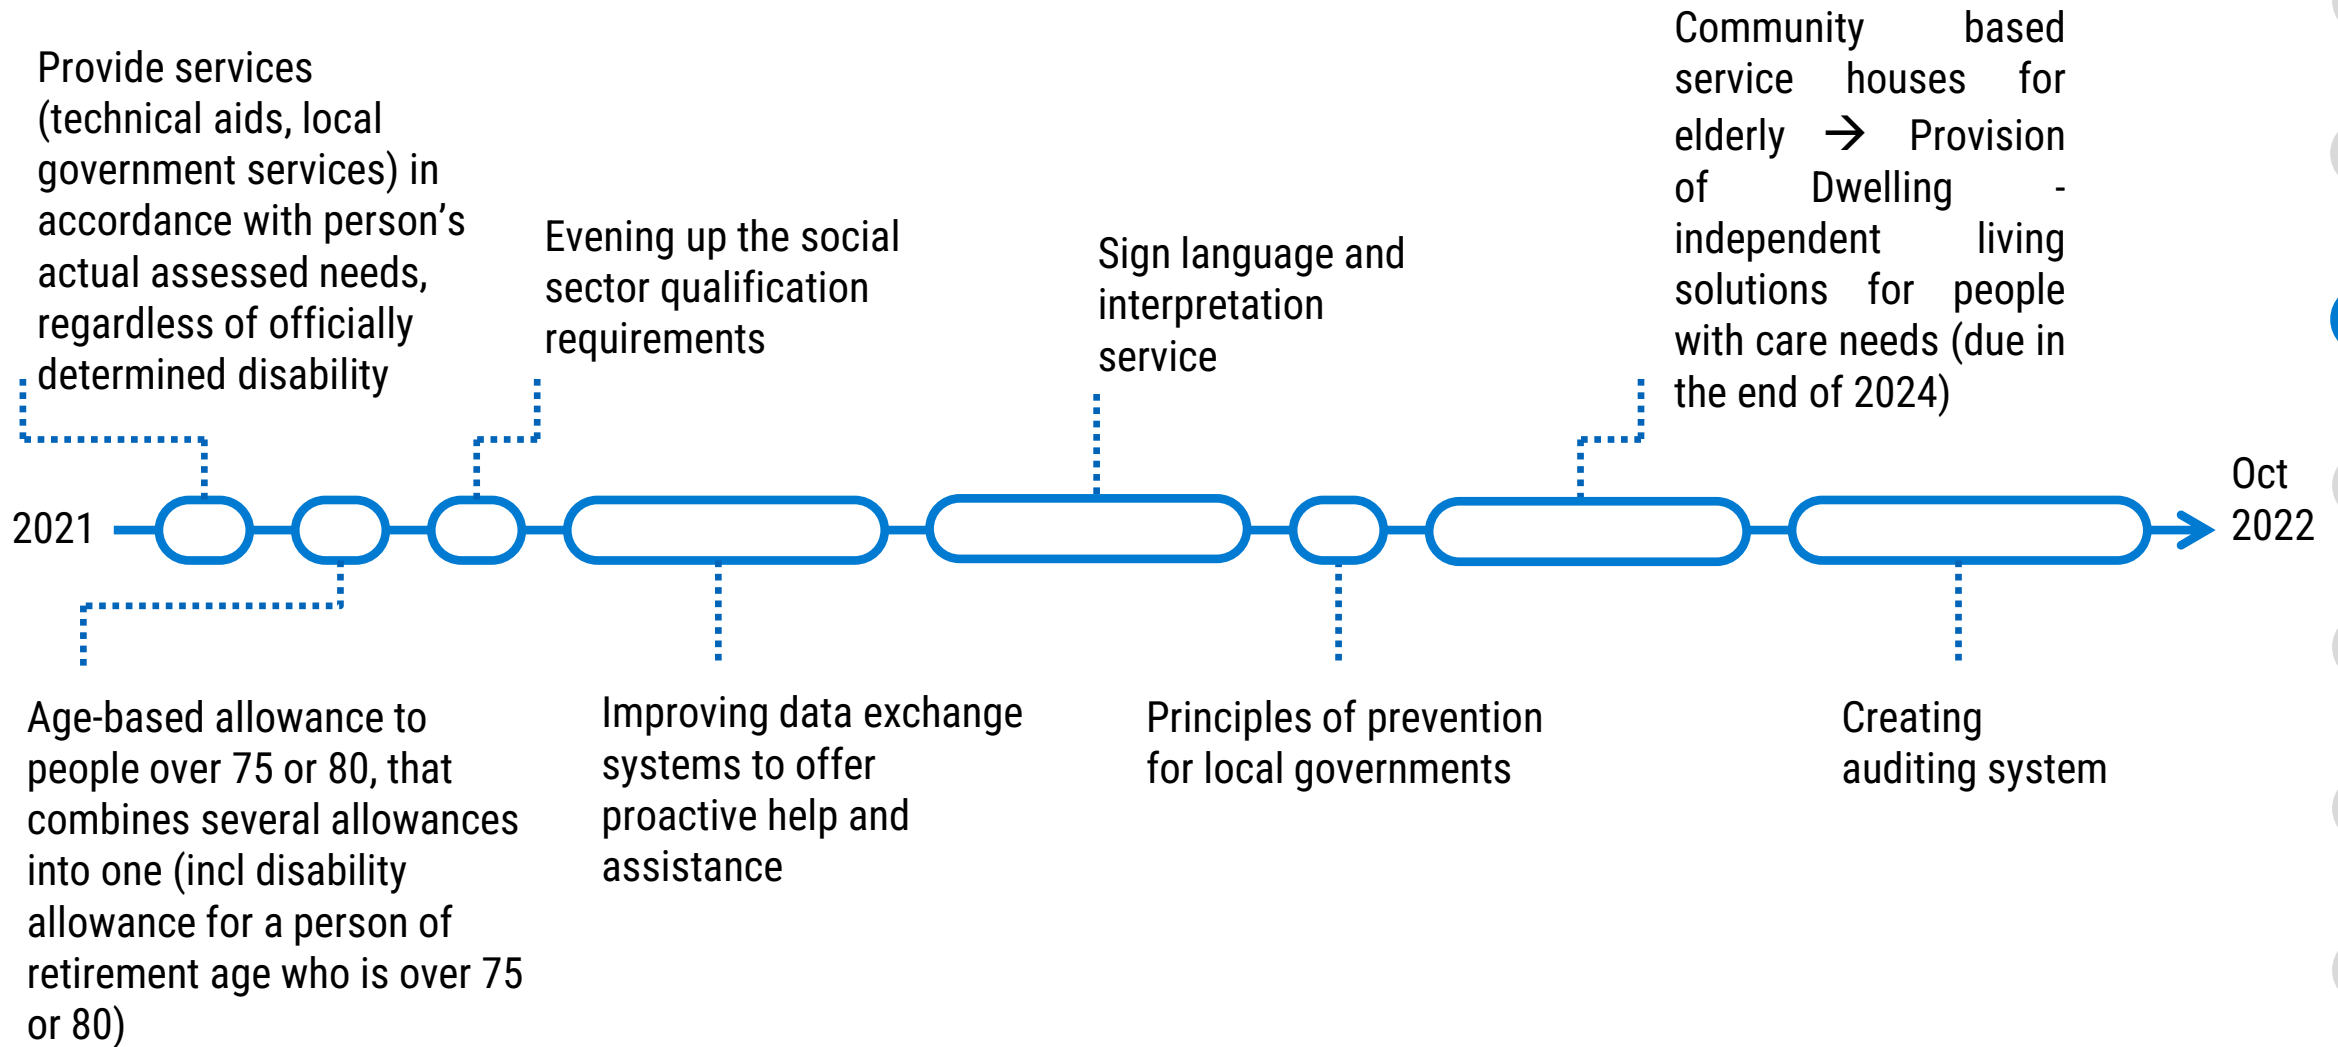 Provide services
(technical aids, local
government services) in
accordance with person’s
actual assessed needs,
regardless of officially
determined disability
Evening up the social
sector qualification
requirements
Sign language and
interpretation
service
Community based
service houses for
elderly → Provision
of Dwelling -
independent living
solutions for people
with care needs (due in
the end of 2024)
2021
Oct
2022
Age-based allowance to
people over 75 or 80, that
combines several allowances
into one (incl disability
allowance for a person of
retirement age who is over 75
or 80)
Improving data exchange
systems to offer
proactive help and
assistance
Principles of prevention
for local governments
Creating
auditing system